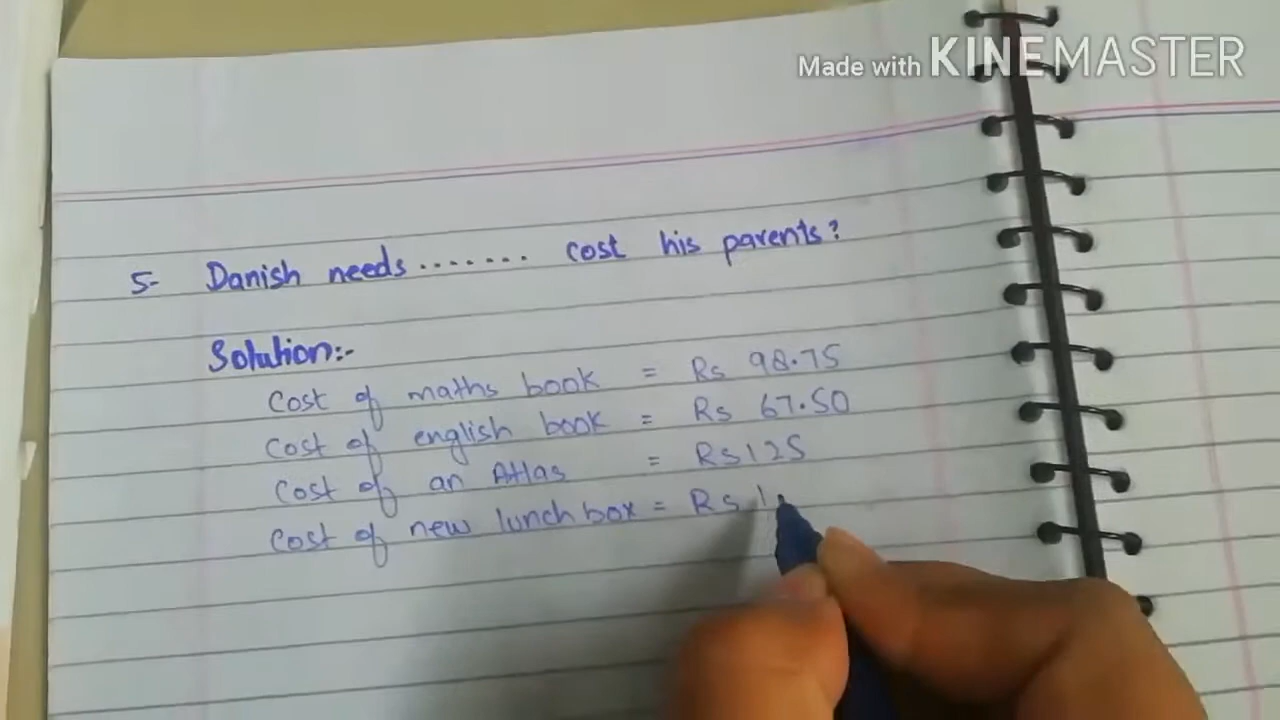 Made with KINEMASTER
5- Danish needs ....... cost his parents?
Solution:-
Cost of maths book = Rs 98.75
Cost of english book = Rs 67.50
Cost of an Atlas = Rs 125
Cost of new lunch box = Rs 1